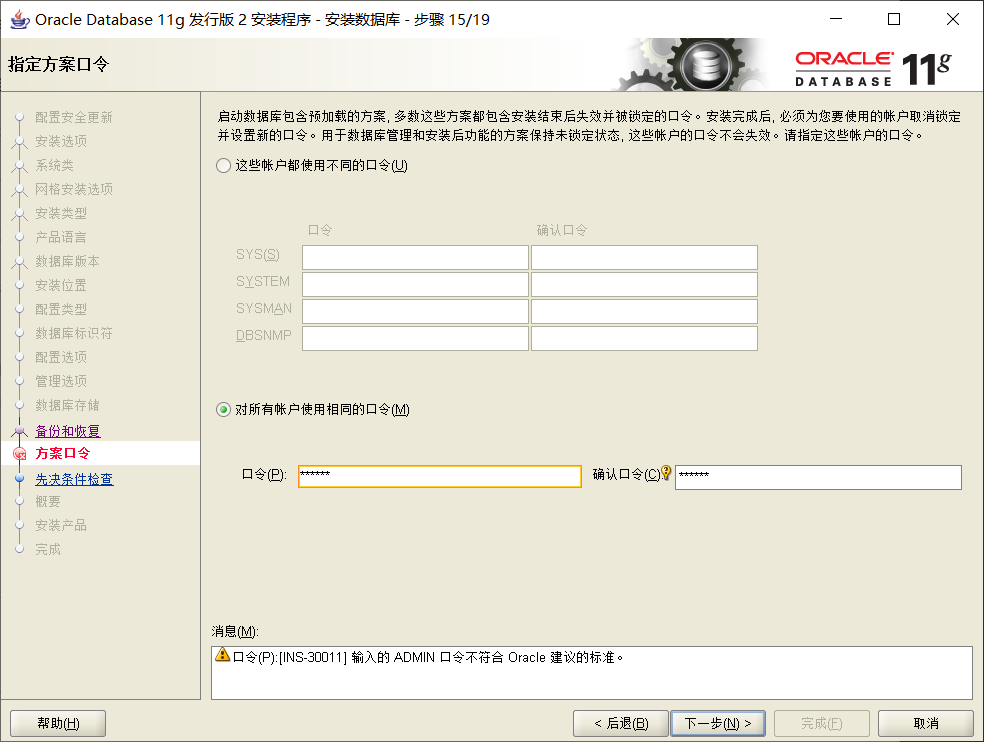 Oracle Database 11g 发行版 2 安装程序 - 安装数据库 - 步骤 15/19
指定方案口令
ORACLE®
DATABASE
11g
配置安全更新
安装选项
系统类
网格安装选项
安装类型
产品语言
数据库版本
安装位置
配置类型
数据库标识符
配置选项
管理选项
数据库存储
备份和恢复
方案口令
先决条件检查
概要
安装产品
完成
启动数据库包含预加载的方案, 多数这些方案都包含安装结束后失效并被锁定的口令。安装完成后, 必须为您要使用的帐户取消锁定
并设置新的口令。用于数据库管理和安装后功能的方案保持未锁定状态, 这些帐户的口令不会失效。请指定这些帐户的口令。
这些帐户都使用不同的口令(U)
口令 确认口令
SYS(S)
SYSTEM
SYSMAN
DBSNMP
对所有帐户使用相同的口令(M)
口令(P): ****** 确认口令(C): ******
消息(M):
口令(P):[INS-30011] 输入的 ADMIN 口令不符合 Oracle 建议的标准。
帮助(H) < 后退(B) 下一步(N) > 完成(F) 取消